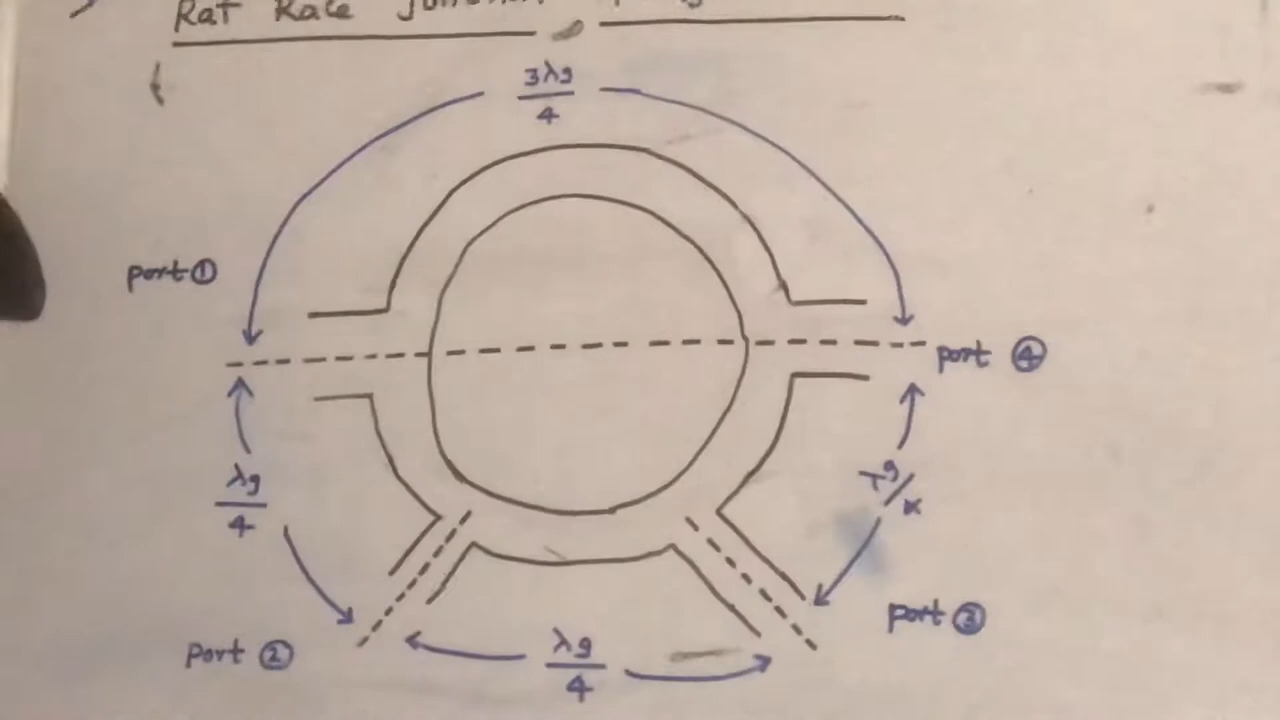 Rat Race
3λg/4
port ①
port ④
λg/4
λg/4
port ③
port ②
λg/4